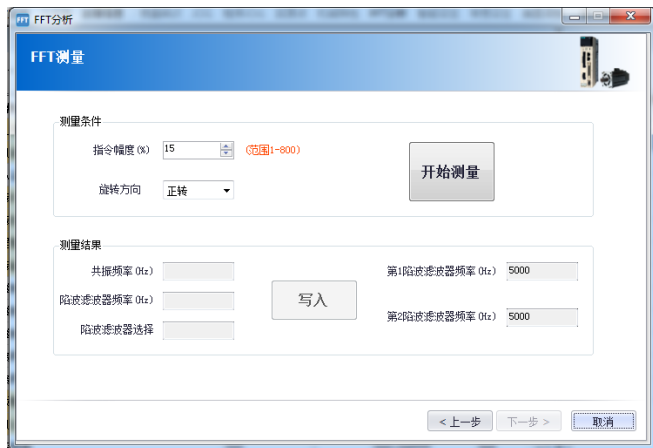 FFT FFT分析
FFT测量
测量条件
指令幅度(%) 15 (范围1-800)
旋转方向 正转
开始测量
测量结果
共振频率(Hz)
陷波滤波器频率(Hz)
陷波滤波器选择
写入
第1陷波滤波器频率(Hz) 5000
第2陷波滤波器频率(Hz) 5000
<上一步 下一步> 取消